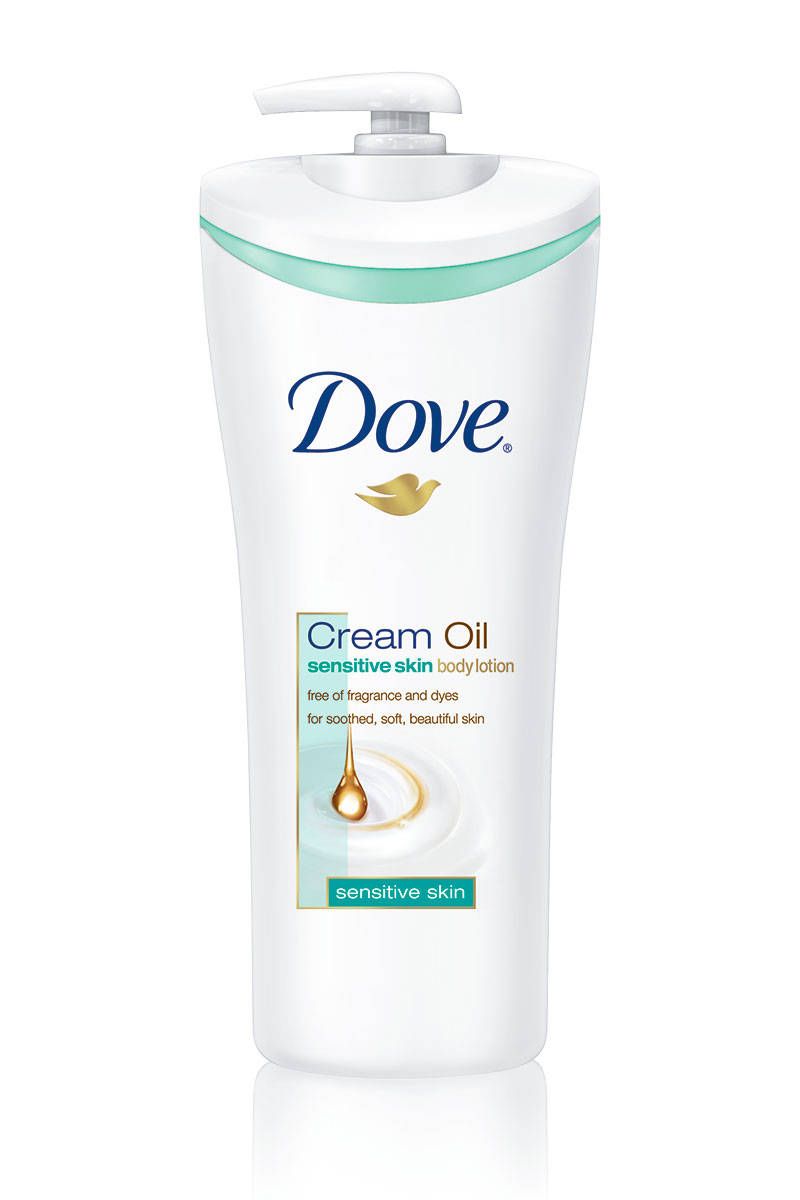 Dove®
Cream Oil
sensitive skin body lotion
free of fragrance and dyes
for soothed, soft, beautiful skin
sensitive skin